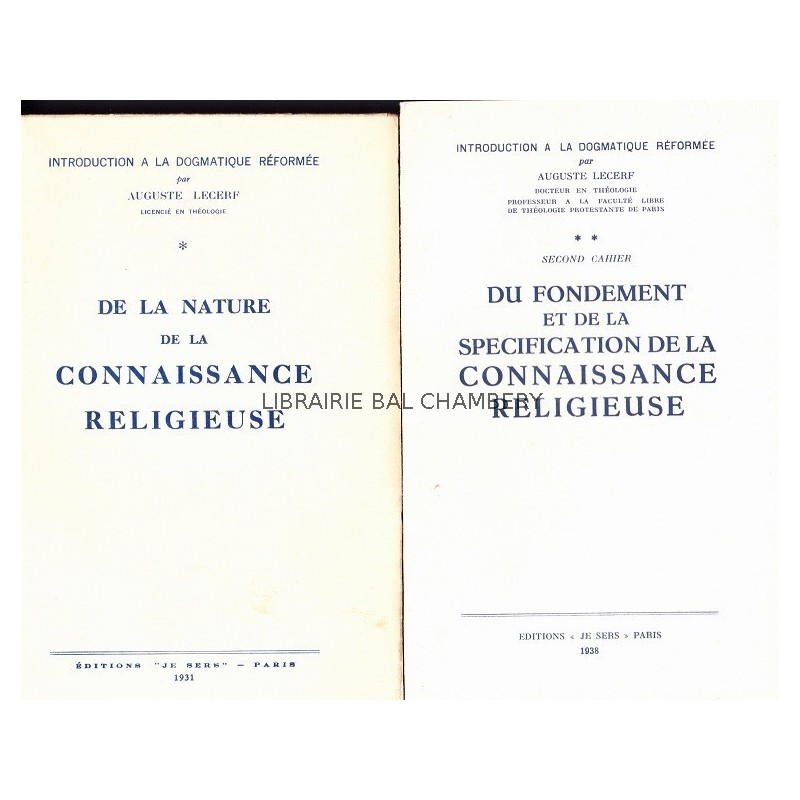 INTRODUCTION A LA DOGMATIQUE RÉFORMÉE
par
AUGUSTE LECERF
LICENCIÉ EN THÉOLOGIE
*
DE LA NATURE
DE LA
CONNAISSANCE
RELIGIEUSE
ÉDITIONS "JE SERS" — PARIS
1931
INTRODUCTION A LA DOGMATIQUE RÉFORMÉE
par
AUGUSTE LECERF
DOCTEUR EN THÉOLOGIE
PROFESSEUR A LA FACULTÉ LIBRE
DE THÉOLOGIE PROTESTANTE DE PARIS
* *
SECOND CAHIER
DU FONDEMENT
ET DE LA
SPECIFICATION DE LA
CONNAISSANCE
RELIGIEUSE
EDITIONS « JE SERS » PARIS
1938
LIBRAIRIE BAL CHAMBERY